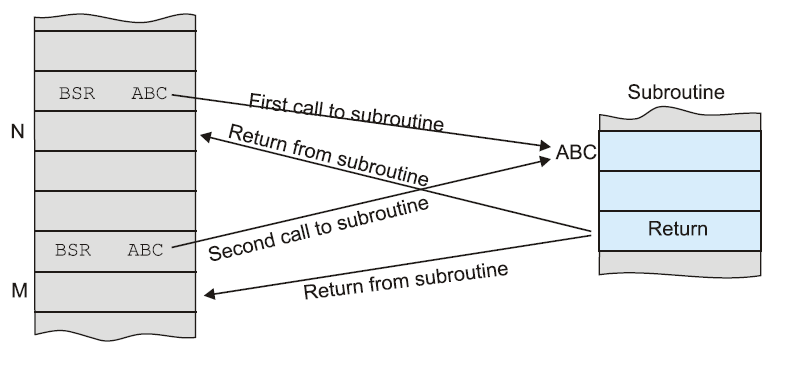 Subroutine
BSR ABC
First call to subroutine
N
Return from subroutine
ABC
Second call to subroutine
Return
BSR ABC
M
Return from subroutine